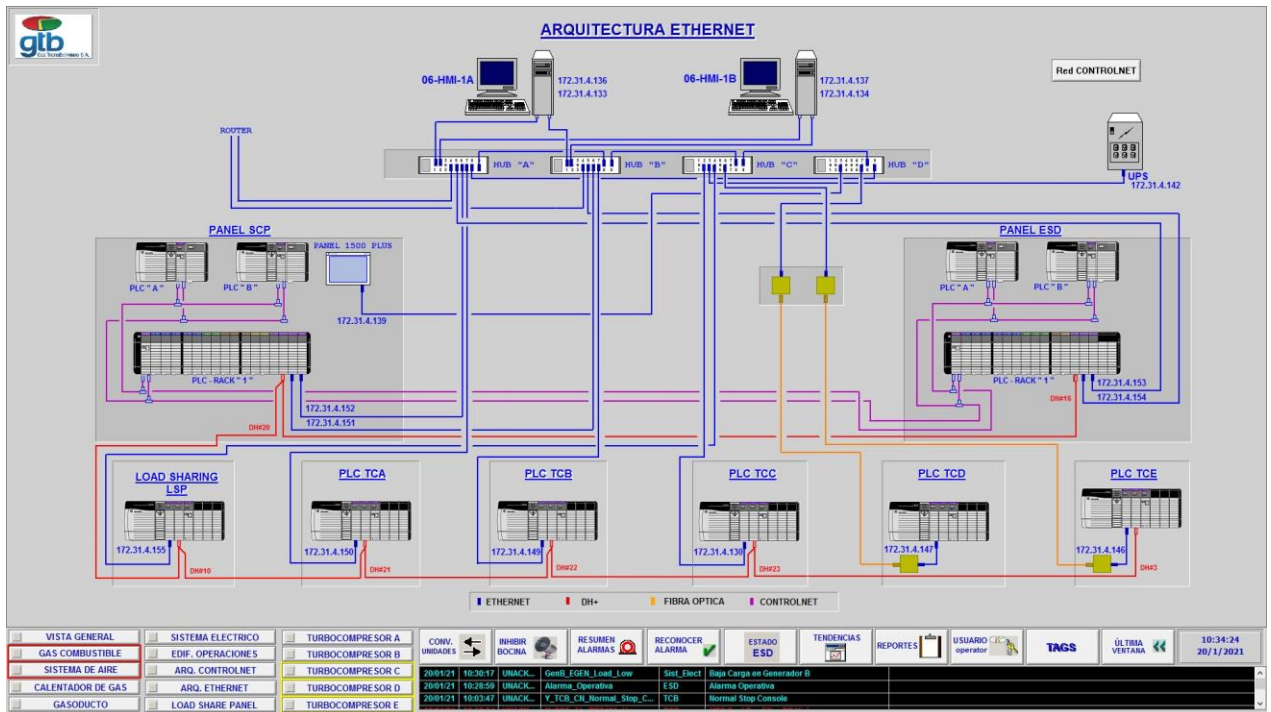 gtb
Gas TransBoliviano S.A.
ARQUITECTURA ETHERNET
06-HMI-1A
172.31.4.136
172.31.4.133
06-HMI-1B
172.31.4.137
172.31.4.134
Red CONTROLNET
ROUTER
HUB "A"
HUB "B"
HUB "C"
HUB "D"
UPS
172.31.4.142
PANEL SCP
PLC "A"
PLC "B"
PANEL 1500 PLUS
172.31.4.139
PLC - RACK " 1 "
172.31.4.152
172.31.4.151
DH#20
PANEL ESD
PLC " A "
PLC " B "
PLC - RACK " 1 "
172.31.4.153
DH#16
172.31.4.154
LOAD SHARING
LSP
172.31.4.155
DH#10
PLC TCA
172.31.4.150
DH#21
PLC TCB
172.31.4.149
DH#22
PLC TCC
172.31.4.130
DH#23
PLC TCD
172.31.4.147
PLC TCE
172.31.4.146
DH#3
ETHERNET DH+ FIBRA OPTICA CONTROLNET
VISTA GENERAL
GAS COMBUSTIBLE
SISTEMA DE AIRE
CALENTADOR DE GAS
GASODUCTO
SISTEMA ELECTRICO
EDIF. OPERACIONES
ARQ. CONTROLNET
ARQ. ETHERNET
LOAD SHARE PANEL
TURBOCOMPRESOR A
TURBOCOMPRESOR B
TURBOCOMPRESOR C
TURBOCOMPRESOR D
TURBOCOMPRESOR E
CONV.
UNIDADES
INHIBIR
BOCINA
RESUMEN
ALARMAS
RECONOCER
ALARMA
ESTADO
ESD
TENDENCIAS
REPORTES
USUARIO
operator
TAGS
ÚLTIMA
VENTANA
10:34:24
20/1/2021
20/01/21 10:30:17 UNACK... GenB_EGEN_Load_Low Sist_Elect Baja Carga en Generador B
20/01/21 10:28:59 UNACK... Alarma_Operativa ESD Alarma Operativa
20/01/21 10:03:47 UNACK... Y_TCB_CN_Normal_Stop_C... TCB Normal Stop Console